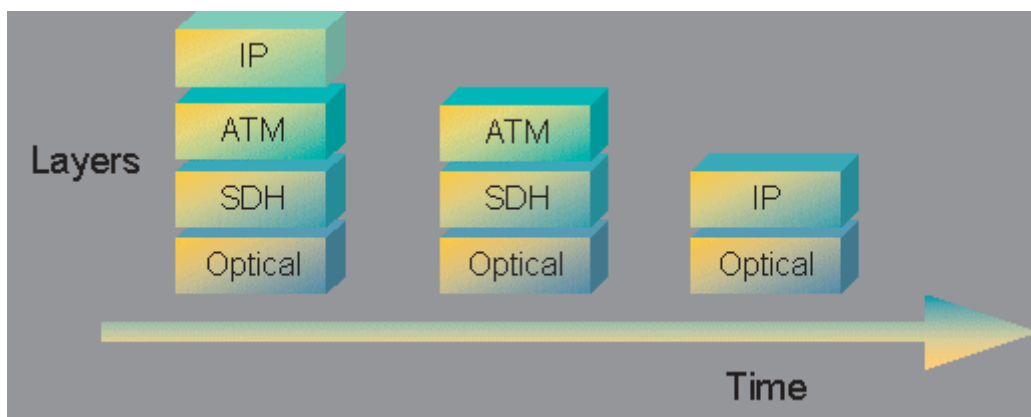 IP
ATM
SDH
Optical
ATM
SDH
Optical
IP
Optical
Layers
Time